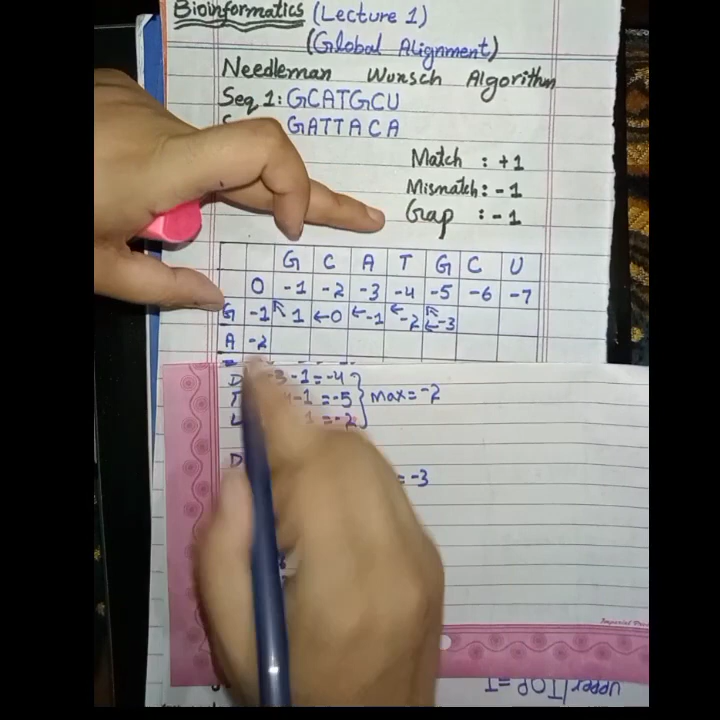 Bioinformatics (Lecture 1)
(Global Alignment)
Needleman Wunsch Algorithm
Seq 1: GCATGCU
GATTACA
Match : +1
Mismatch : -1
Gap : -1
G C A T G C U
0 -1 -2 -3 -4 -5 -6 -7
G -1 ↖ 1 ←0 ←-1 ←-2 ↖←-3
A -2
D -3 -1 = -4
T -1 = -5 } max = -2
L = -2
D
= -3
upper/TOP = T